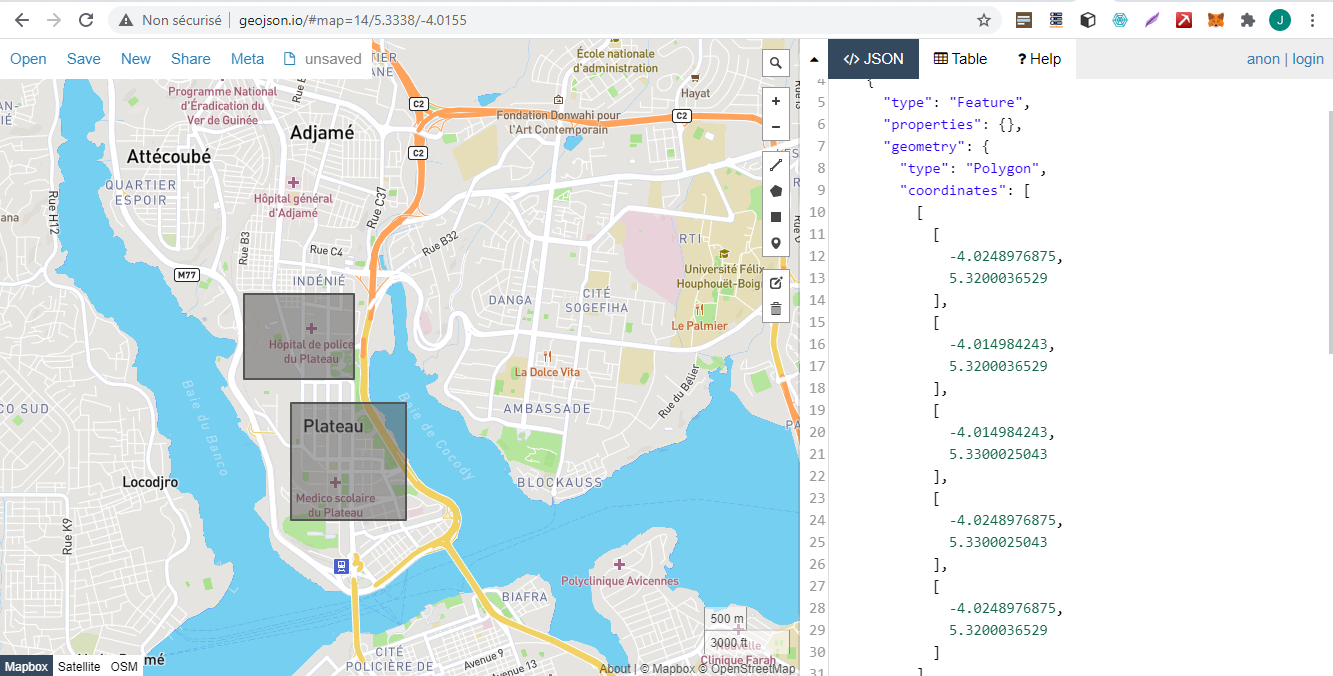 Non sécurisé | geojson.io/#map=14/5.3338/-4.0155
J
Open Save New Share Meta unsaved
</> JSON Table ? Help
anon | login
École nationale
d'administration
Programme National
d'Éradication du
Ver de Guinée
Rue E
C2
Hayat
Fondation Donwahi pour
l'Art Contemporain
C2
Adjamé
C2
Attécoubé
QUARTIER
ESPOIR
Hôpital général
d'Adjamé
Rue C37
Rue H12
ana
Rue B3
Rue C4
Rue B32
RTI
M77
INDÉNIÉ
Université Félix
Houphouët-Boign
DANGA
CITÉ
SOGEFIHA
Le Palmier
Hôpital de police
du Plateau
La Dolce Vita
Rue du Bélier
Baie du Banco
Baie de Cocody
CO SUD
AMBASSADE
PA
Plateau
Locodjro
BLOCKAUSS
Medico scolaire
du Plateau
Rue K9
Polyclinique Avicennes
BIAFRA
500 m
3000 ft
Nouvelle
Clinique Farah
CITÉ
POLICIÈRE DE
Avenue 9
Avenue 13
Mapbox Satellite OSM
About | © Mapbox © OpenStreetMap
4 {
5 "type": "Feature",
6 "properties": {},
7 "geometry": {
8 "type": "Polygon",
9 "coordinates": [
10 [
11 [
12 -4.0248976875,
13 5.3200036529
14 ],
15 [
16 -4.014984243,
17 5.3200036529
18 ],
19 [
20 -4.014984243,
21 5.3300025043
22 ],
23 [
24 -4.0248976875,
25 5.3300025043
26 ],
27 [
28 -4.0248976875,
29 5.3200036529
30 ]
31 ]